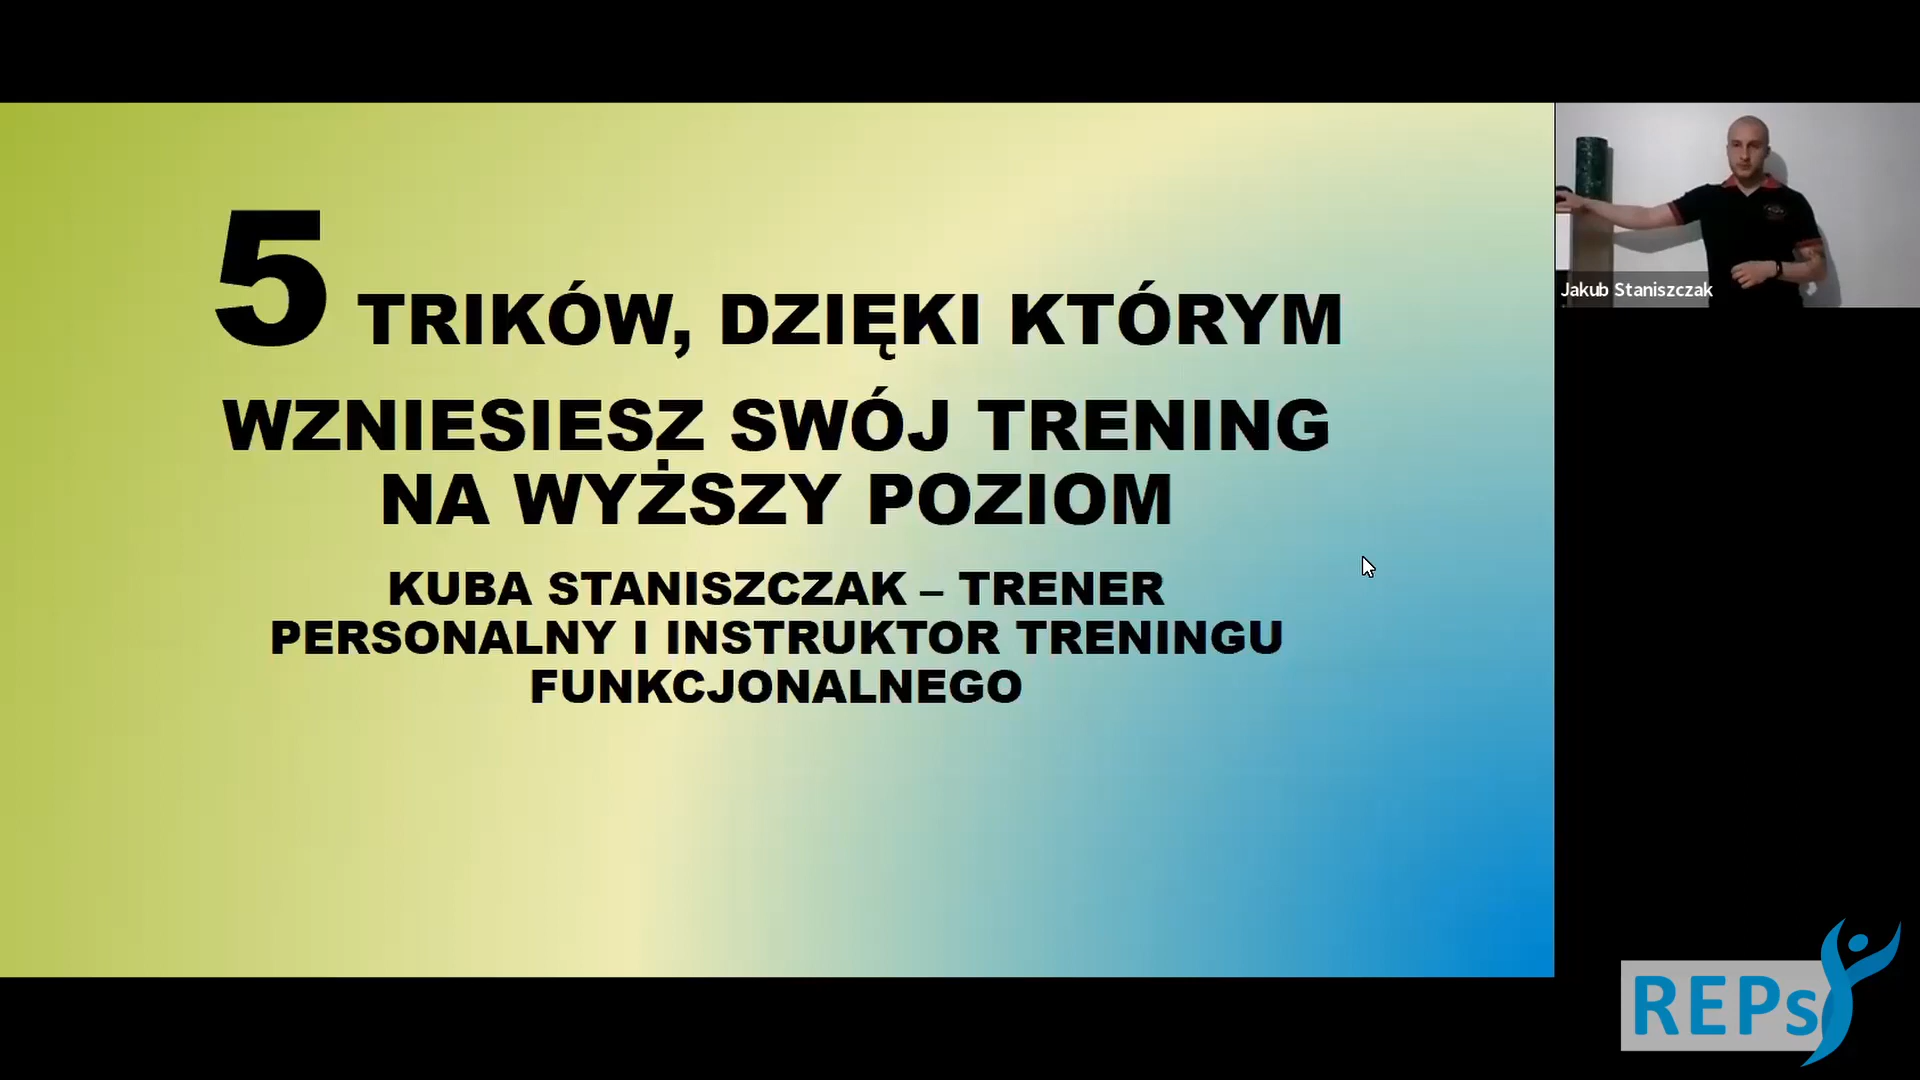 5 TRIKÓW, DZIĘKI KTÓRYM
WZNIESIESZ SWÓJ TRENING
NA WYŻSZY POZIOM
KUBA STANISZCZAK – TRENER
PERSONALNY I INSTRUKTOR TRENINGU
FUNKCJONALNEGO
Jakub Staniszczak
REPs